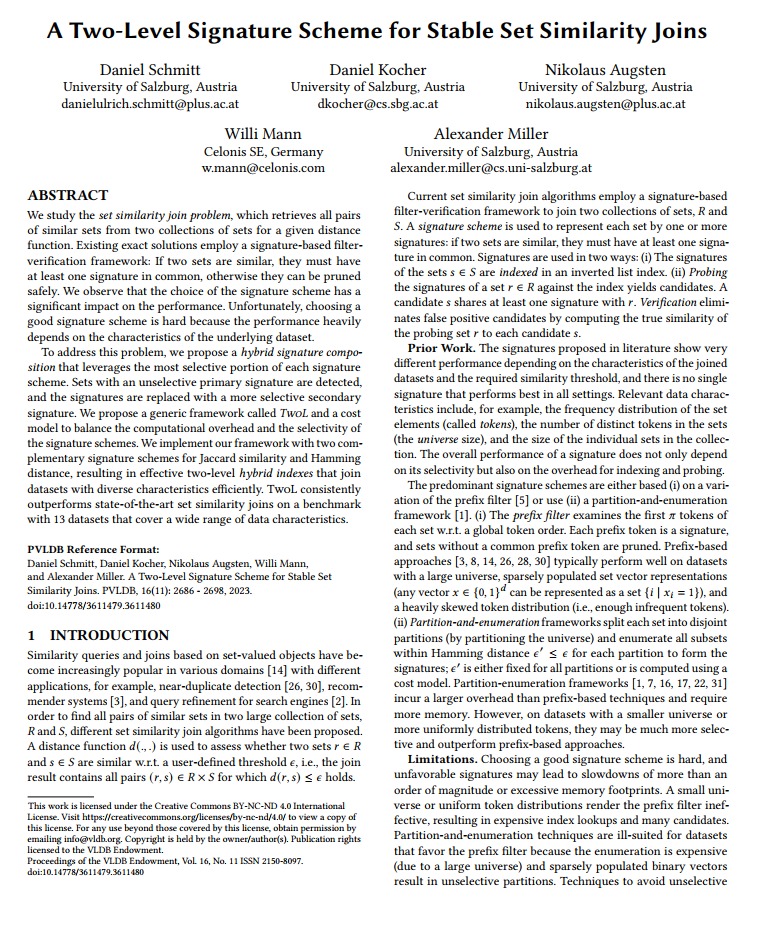 A Two-Level Signature Scheme for Stable Set Similarity Joins
Daniel Schmitt
University of Salzburg, Austria
danielulrich.schmitt@plus.ac.at
Daniel Kocher
University of Salzburg, Austria
dkocher@cs.sbg.ac.at
Nikolaus Augsten
University of Salzburg, Austria
nikolaus.augsten@plus.ac.at
Willi Mann
Celonis SE, Germany
w.mann@celonis.com
Alexander Miller
University of Salzburg, Austria
alexander.miller@cs.uni-salzburg.at
ABSTRACT
We study the set similarity join problem, which retrieves all pairs
of similar sets from two collections of sets for a given distance
function. Existing exact solutions employ a signature-based filter-
verification framework: If two sets are similar, they must have
at least one signature in common, otherwise they can be pruned
safely. We observe that the choice of the signature scheme has a
significant impact on the performance. Unfortunately, choosing a
good signature scheme is hard because the performance heavily
depends on the characteristics of the underlying dataset.
To address this problem, we propose a hybrid signature compo-
sition that leverages the most selective portion of each signature
scheme. Sets with an unselective primary signature are detected,
and the signatures are replaced with a more selective secondary
signature. We propose a generic framework called TwoL and a cost
model to balance the computational overhead and the selectivity of
the signature schemes. We implement our framework with two com-
plementary signature schemes for Jaccard similarity and Hamming
distance, resulting in effective two-level hybrid indexes that join
datasets with diverse characteristics efficiently. TwoL consistently
outperforms state-of-the-art set similarity joins on a benchmark
with 13 datasets that cover a wide range of data characteristics.
PVLDB Reference Format:
Daniel Schmitt, Daniel Kocher, Nikolaus Augsten, Willi Mann,
and Alexander Miller. A Two-Level Signature Scheme for Stable Set
Similarity Joins. PVLDB, 16(11): 2686 - 2698, 2023.
doi:10.14778/3611479.3611480
1 INTRODUCTION
Similarity queries and joins based on set-valued objects have be-
come increasingly popular in various domains [14] with different
applications, for example, near-duplicate detection [26, 30], recom-
mender systems [3], and query refinement for search engines [2]. In
order to find all pairs of similar sets in two large collection of sets,
R and S, different set similarity join algorithms have been proposed.
A distance function d(., .) is used to assess whether two sets r ∈ R
and s ∈ S are similar w.r.t. a user-defined threshold ϵ, i.e., the join
result contains all pairs (r, s) ∈ R × S for which d(r, s) ≤ ϵ holds.
This work is licensed under the Creative Commons BY-NC-ND 4.0 International
License. Visit https://creativecommons.org/licenses/by-nc-nd/4.0/ to view a copy of
this license. For any use beyond those covered by this license, obtain permission by
emailing info@vldb.org. Copyright is held by the owner/author(s). Publication rights
licensed to the VLDB Endowment.
Proceedings of the VLDB Endowment, Vol. 16, No. 11 ISSN 2150-8097.
doi:10.14778/3611479.3611480
Current set similarity join algorithms employ a signature-based
filter-verification framework to join two collections of sets, R and
S. A signature scheme is used to represent each set by one or more
signatures: if two sets are similar, they must have at least one signa-
ture in common. Signatures are used in two ways: (i) The signatures
of the sets s ∈ S are indexed in an inverted list index. (ii) Probing
the signatures of a set r ∈ R against the index yields candidates. A
candidate s shares at least one signature with r. Verification elimi-
nates false positive candidates by computing the true similarity of
the probing set r to each candidate s.
Prior Work. The signatures proposed in literature show very
different performance depending on the characteristics of the joined
datasets and the required similarity threshold, and there is no single
signature that performs best in all settings. Relevant data charac-
teristics include, for example, the frequency distribution of the set
elements (called tokens), the number of distinct tokens in the sets
(the universe size), and the size of the individual sets in the collec-
tion. The overall performance of a signature does not only depend
on its selectivity but also on the overhead for indexing and probing.
The predominant signature schemes are either based (i) on a vari-
ation of the prefix filter [5] or use (ii) a partition-and-enumeration
framework [1]. (i) The prefix filter examines the first π tokens of
each set w.r.t. a global token order. Each prefix token is a signature,
and sets without a common prefix token are pruned. Prefix-based
approaches [3, 8, 14, 26, 28, 30] typically perform well on datasets
with a large universe, sparsely populated set vector representations
(any vector x ∈ {0, 1}^d can be represented as a set {i | x_i = 1}), and
a heavily skewed token distribution (i.e., enough infrequent tokens).
(ii) Partition-and-enumeration frameworks split each set into disjoint
partitions (by partitioning the universe) and enumerate all subsets
within Hamming distance ϵ′ ≤ ϵ for each partition to form the
signatures; ϵ′ is either fixed for all partitions or is computed using a
cost model. Partition-enumeration frameworks [1, 7, 16, 17, 22, 31]
incur a larger overhead than prefix-based techniques and require
more memory. However, on datasets with a smaller universe or
more uniformly distributed tokens, they may be much more selec-
tive and outperform prefix-based approaches.
Limitations. Choosing a good signature scheme is hard, and
unfavorable signatures may lead to slowdowns of more than an
order of magnitude or excessive memory footprints. A small uni-
verse or uniform token distributions render the prefix filter inef-
fective, resulting in expensive index lookups and many candidates.
Partition-and-enumeration techniques are ill-suited for datasets
that favor the prefix filter because the enumeration is expensive
(due to a large universe) and sparsely populated binary vectors
result in unselective partitions. Techniques to avoid unselective